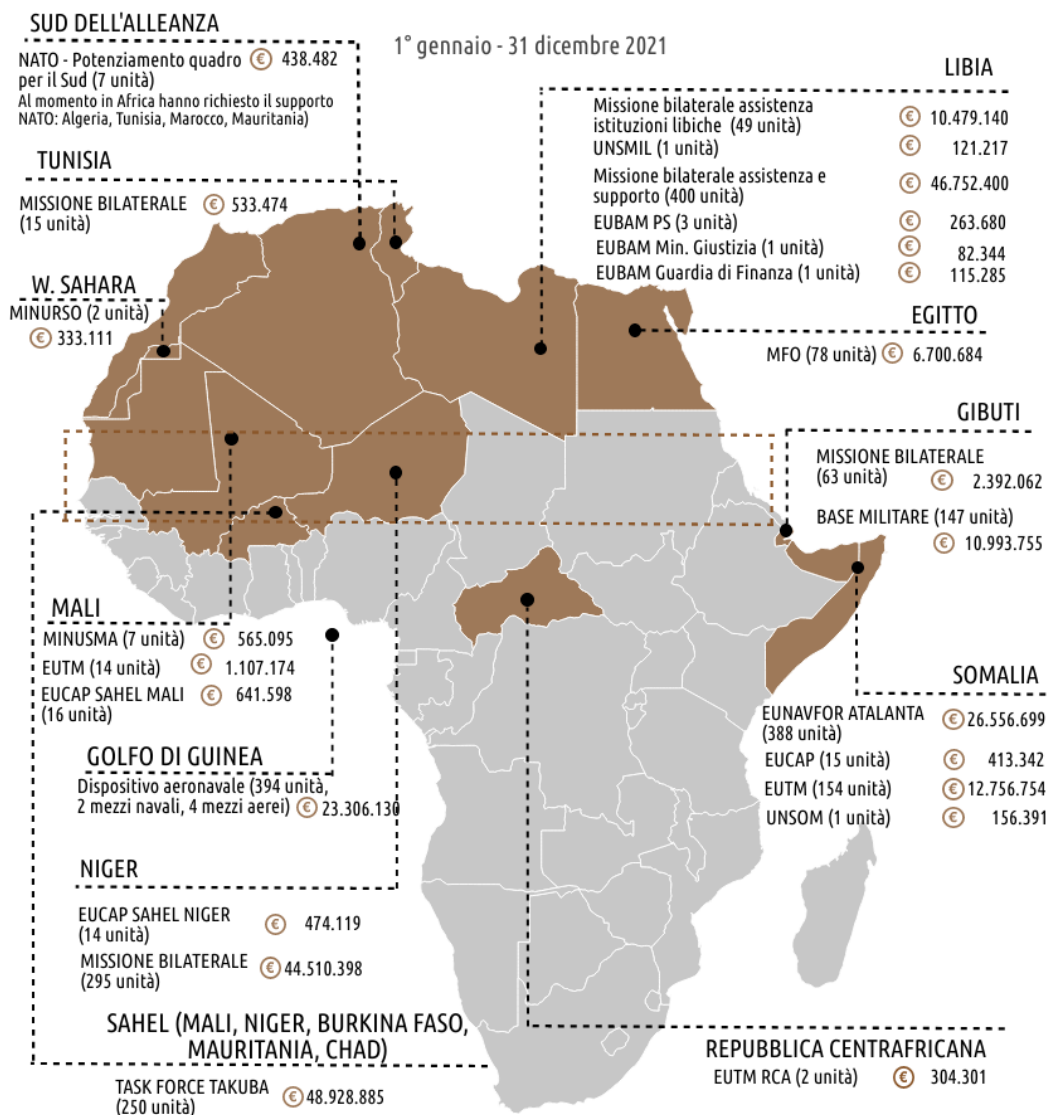 SUD DELL'ALLEANZA
NATO - Potenziamento quadro € 438.482
per il Sud (7 unità)
Al momento in Africa hanno richiesto il supporto
NATO: Algeria, Tunisia, Marocco, Mauritania)
1° gennaio - 31 dicembre 2021
LIBIA
Missione bilaterale assistenza
istituzioni libiche (49 unità) € 10.479.140
UNSMIL (1 unità) € 121.217
Missione bilaterale assistenza e
supporto (400 unità) € 46.752.400
EUBAM PS (3 unità) € 263.680
EUBAM Min. Giustizia (1 unità) € 82.344
EUBAM Guardia di Finanza (1 unità) € 115.285
TUNISIA
MISSIONE BILATERALE € 533.474
(15 unità)
W. SAHARA
MINURSO (2 unità)
€ 333.111
EGITTO
MFO (78 unità) € 6.700.684
GIBUTI
MISSIONE BILATERALE
(63 unità) € 2.392.062
BASE MILITARE (147 unità)
€ 10.993.755
MALI
MINUSMA (7 unità) € 565.095
EUTM (14 unità) € 1.107.174
EUCAP SAHEL MALI € 641.598
(16 unità)
GOLFO DI GUINEA
Dispositivo aeronavale (394 unità,
2 mezzi navali, 4 mezzi aerei) € 23.306.130
SOMALIA
EUNAVFOR ATALANTA € 26.556.699
(388 unità)
EUCAP (15 unità) € 413.342
EUTM (154 unità) € 12.756.754
UNSOM (1 unità) € 156.391
NIGER
EUCAP SAHEL NIGER € 474.119
(14 unità)
MISSIONE BILATERALE € 44.510.398
(295 unità)
SAHEL (MALI, NIGER, BURKINA FASO,
MAURITANIA, CHAD)
TASK FORCE TAKUBA € 48.928.885
(250 unità)
REPUBBLICA CENTRAFRICANA
EUTM RCA (2 unità) € 304.301